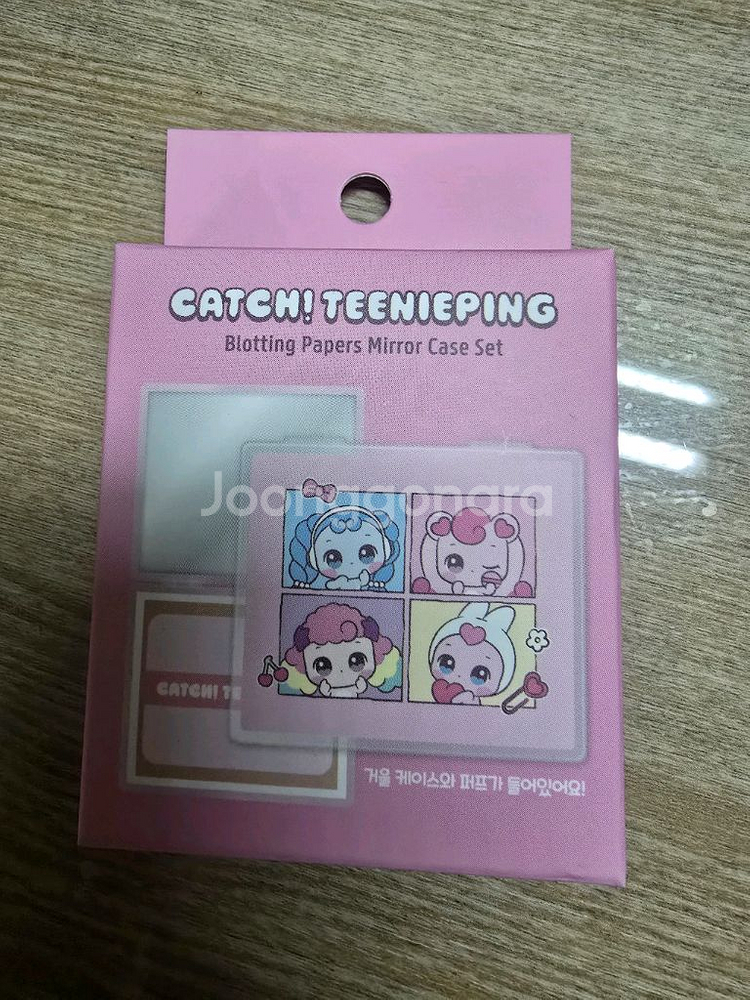 CATCH! TEENIEPING
Blotting Papers Mirror Case Set
Joonggonara
CATCH! TE
거울 케이스와 퍼프가 들어있어요!